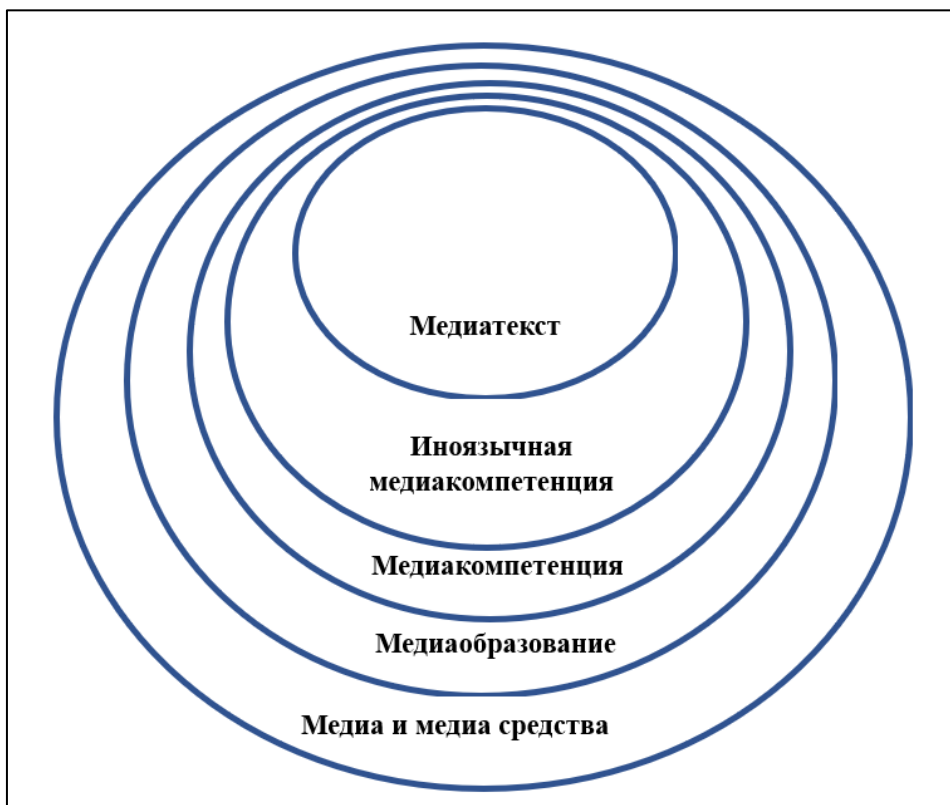 Медиатекст
Иноязычная
медиакомпетенция
Медиакомпетенция
Медиаобразование
Медиа и медиа средства